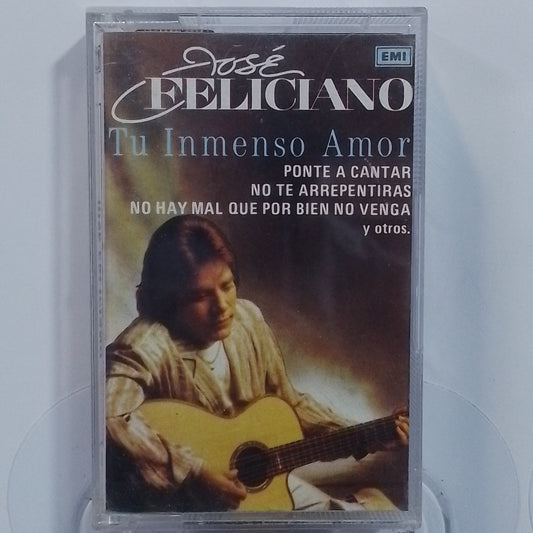 José
FELICIANO
EMI
Tu Inmenso Amor
PONTE A CANTAR
NO TE ARREPENTIRAS
NO HAY MAL QUE POR BIEN NO VENGA
y otros.